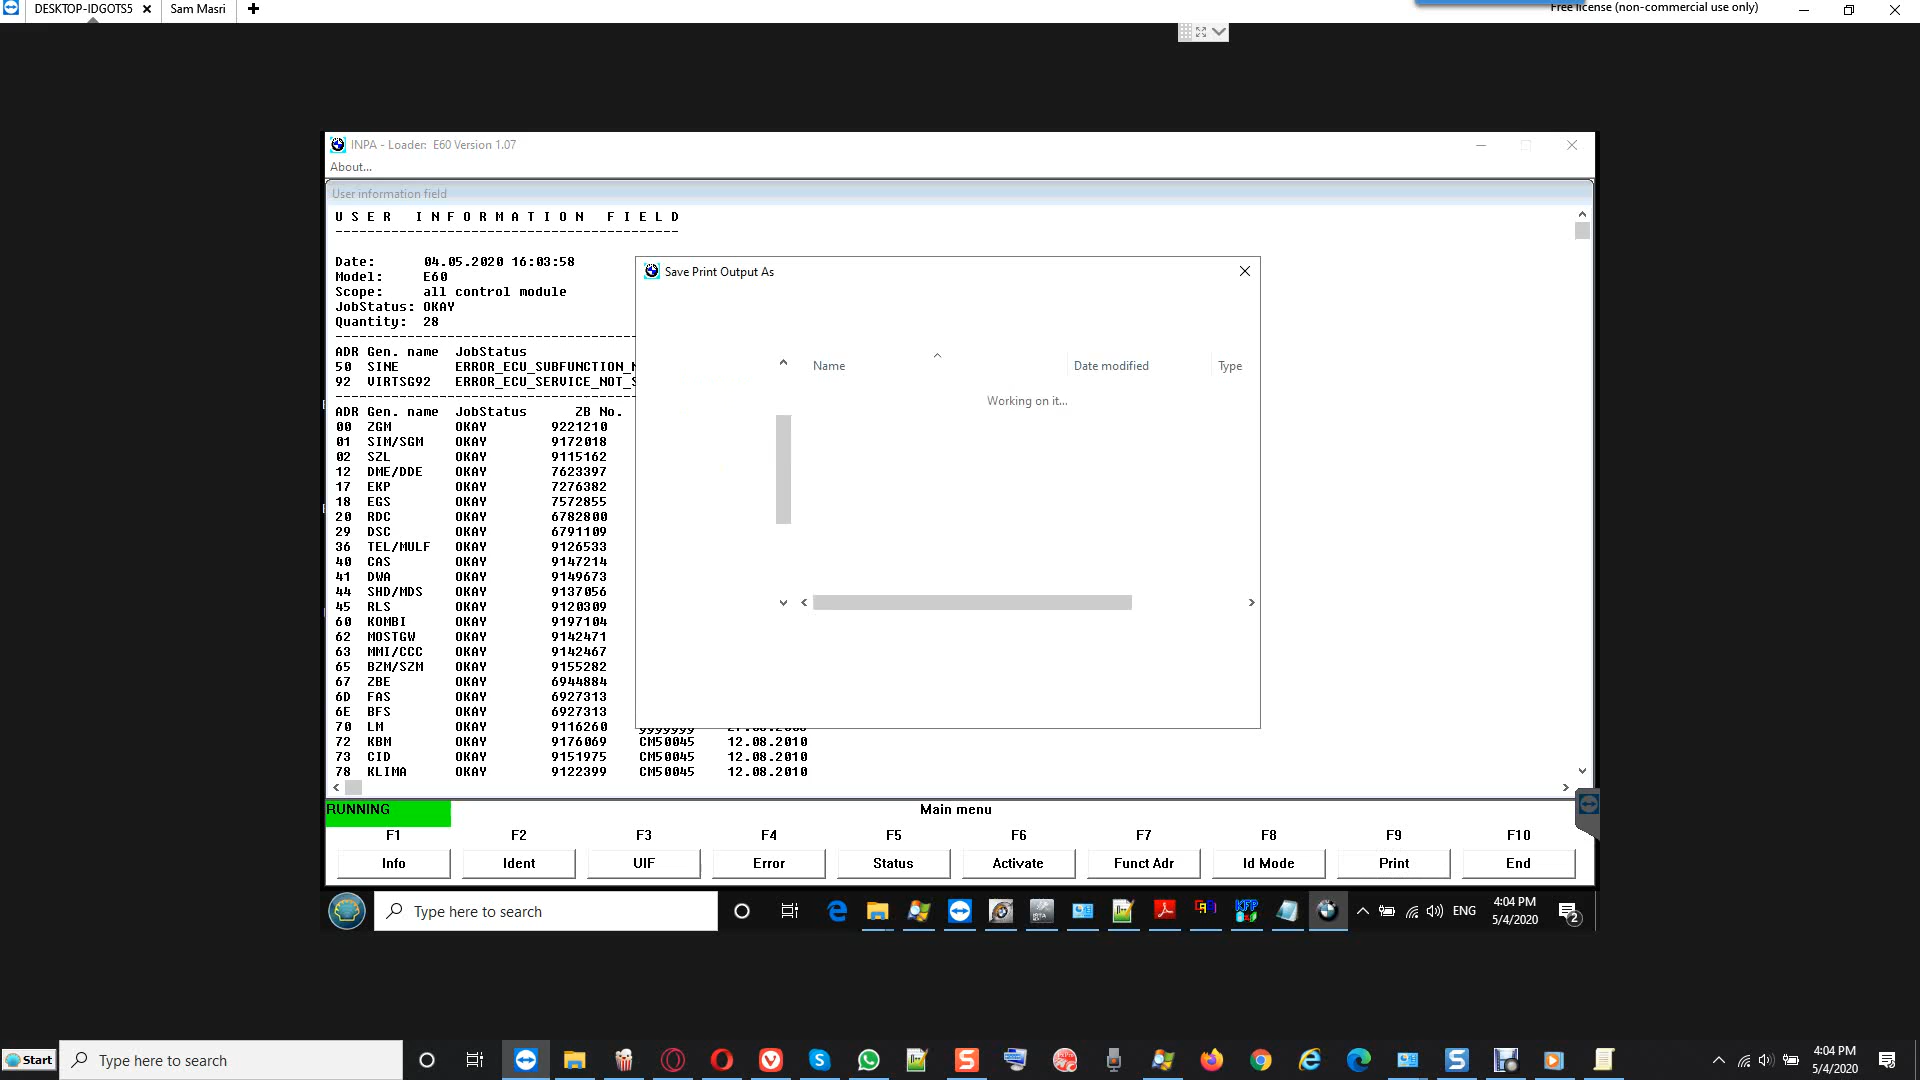 DESKTOP-IDGOTS5
Sam Masri
Free license (non-commercial use only)
INPA - Loader: E60 Version 1.07
About...
User information field
U S E R   I N F O R M A T I O N   F I E L D
Date: 04.05.2020 16:03:58
Model: E60
Scope: all control module
JobStatus: OKAY
Quantity: 28
ADR Gen. name JobStatus
50 SINE ERROR_ECU_SUBFUNCTION_
92 VIRTSG92 ERROR_ECU_SERVICE_NOT_
ADR Gen. name JobStatus ZB No.
00 ZGM OKAY 9221210
01 SIM/SGM OKAY 9172018
02 SZL OKAY 9115162
12 DME/DDE OKAY 7623397
17 EKP OKAY 7276382
18 EGS OKAY 7572855
20 RDC OKAY 6782800
29 DSC OKAY 6791109
36 TEL/MULF OKAY 9126533
40 CAS OKAY 9147214
41 DWA OKAY 9149673
44 SHD/MDS OKAY 9137056
45 RLS OKAY 9120309
60 KOMBI OKAY 9197104
62 MOSTGW OKAY 9142471
63 MMI/CCC OKAY 9142467
65 BZM/SZM OKAY 9155282
67 ZBE OKAY 6944884
6D FAS OKAY 6927313
6E BFS OKAY 6927313
70 LM OKAY 9116260
72 KBM OKAY 9176069 CM50045 12.08.2010
73 CID OKAY 9151975 CM50045 12.08.2010
78 KLIMA OKAY 9122399 CM50045 12.08.2010
Save Print Output As
Name Date modified Type
Working on it...
RUNNING Main menu
F1 F2 F3 F4 F5 F6 F7 F8 F9 F10
Info Ident UIF Error Status Activate Funct Adr Id Mode Print End
Type here to search
KFP
ENG
4:04 PM
5/4/2020
2
Start
Type here to search
4:04 PM
5/4/2020